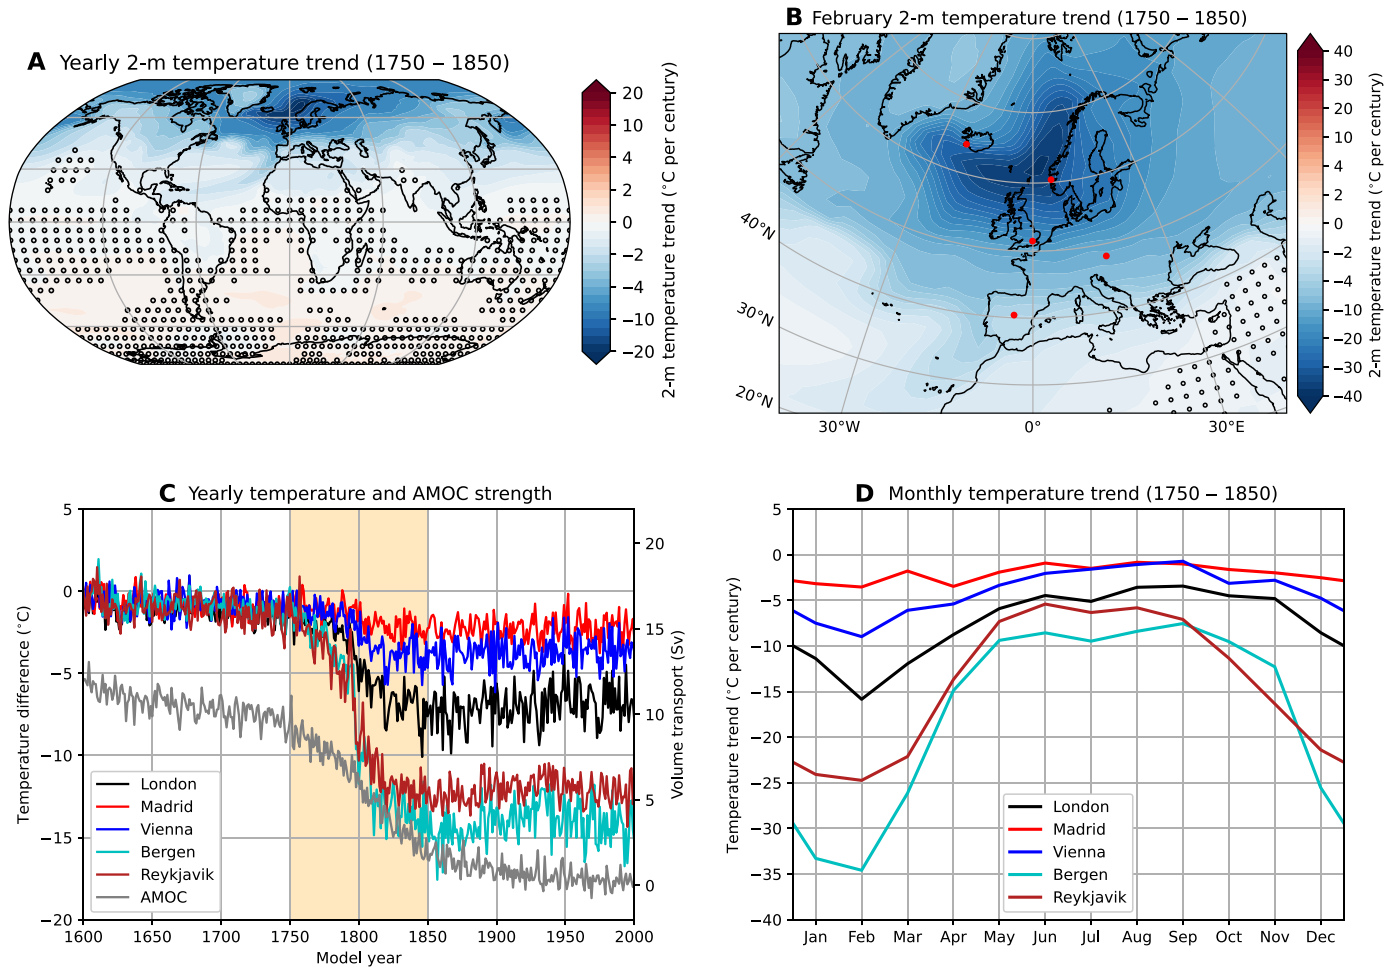 A Yearly 2-m temperature trend (1750 − 1850)
20
10
4
2
0
−2
−4
−10
−20
2-m temperature trend (°C per century)
B February 2-m temperature trend (1750 − 1850)
40°N
30°N
20°N
30°W
0°
30°E
40
30
20
10
4
2
0
−2
−4
−10
−20
−30
−40
2-m temperature trend (°C per century)
C Yearly temperature and AMOC strength
Temperature difference (°C)
5
0
−5
−10
−15
−20
20
15
10
5
0
Volume transport (Sv)
London
Madrid
Vienna
Bergen
Reykjavik
AMOC
1600
1650
1700
1750
1800
1850
1900
1950
2000
Model year
D Monthly temperature trend (1750 − 1850)
Temperature trend (°C per century)
5
0
−5
−10
−15
−20
−25
−30
−35
−40
London
Madrid
Vienna
Bergen
Reykjavik
Jan
Feb
Mar
Apr
May
Jun
Jul
Aug
Sep
Oct
Nov
Dec